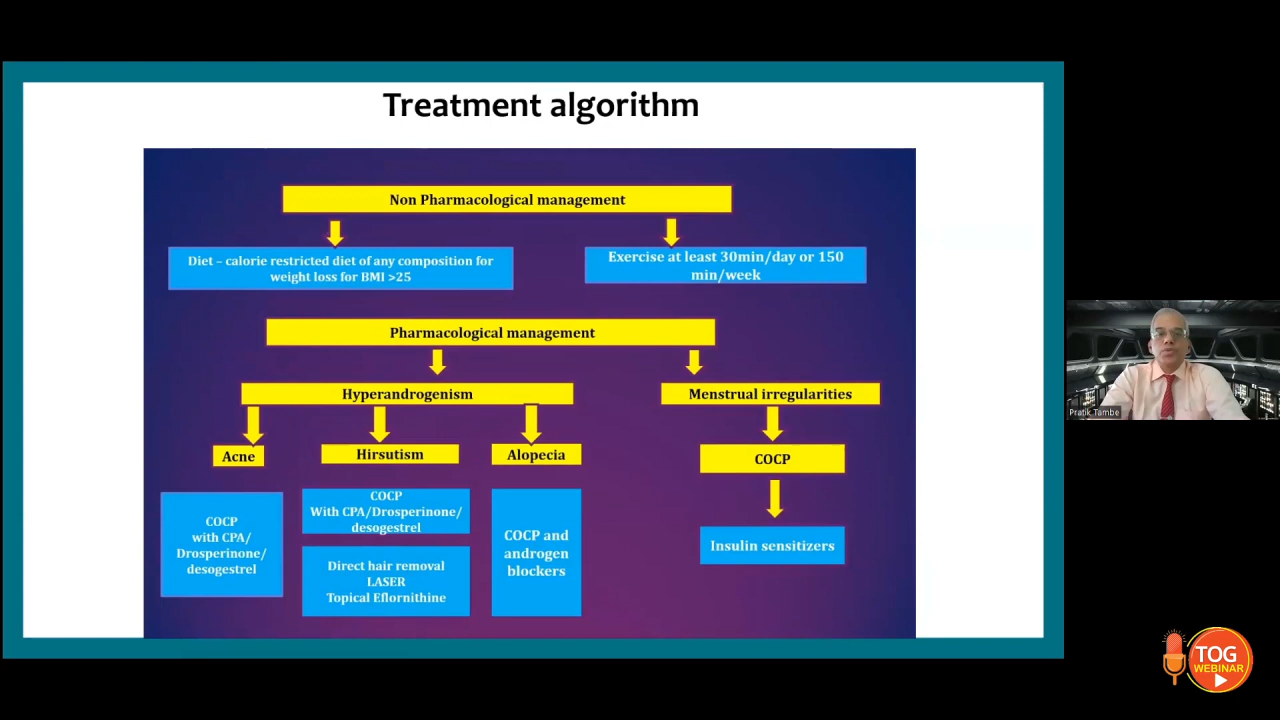 Treatment algorithm
Non Pharmacological management
Diet – calorie restricted diet of any composition for
weight loss for BMI >25
Exercise at least 30min/day or 150
min/week
Pharmacological management
Hyperandrogenism
Menstrual irregularities
Acne
Hirsutism
Alopecia
COCP
COCP
with CPA/
Drosperinone/
desogestrel
COCP
With CPA/Drosperinone/
desogestrel
Direct hair removal
LASER
Topical Eflornithine
COCP and
androgen
blockers
Insulin sensitizers
Pratik Tambe
TOG
WEBINAR